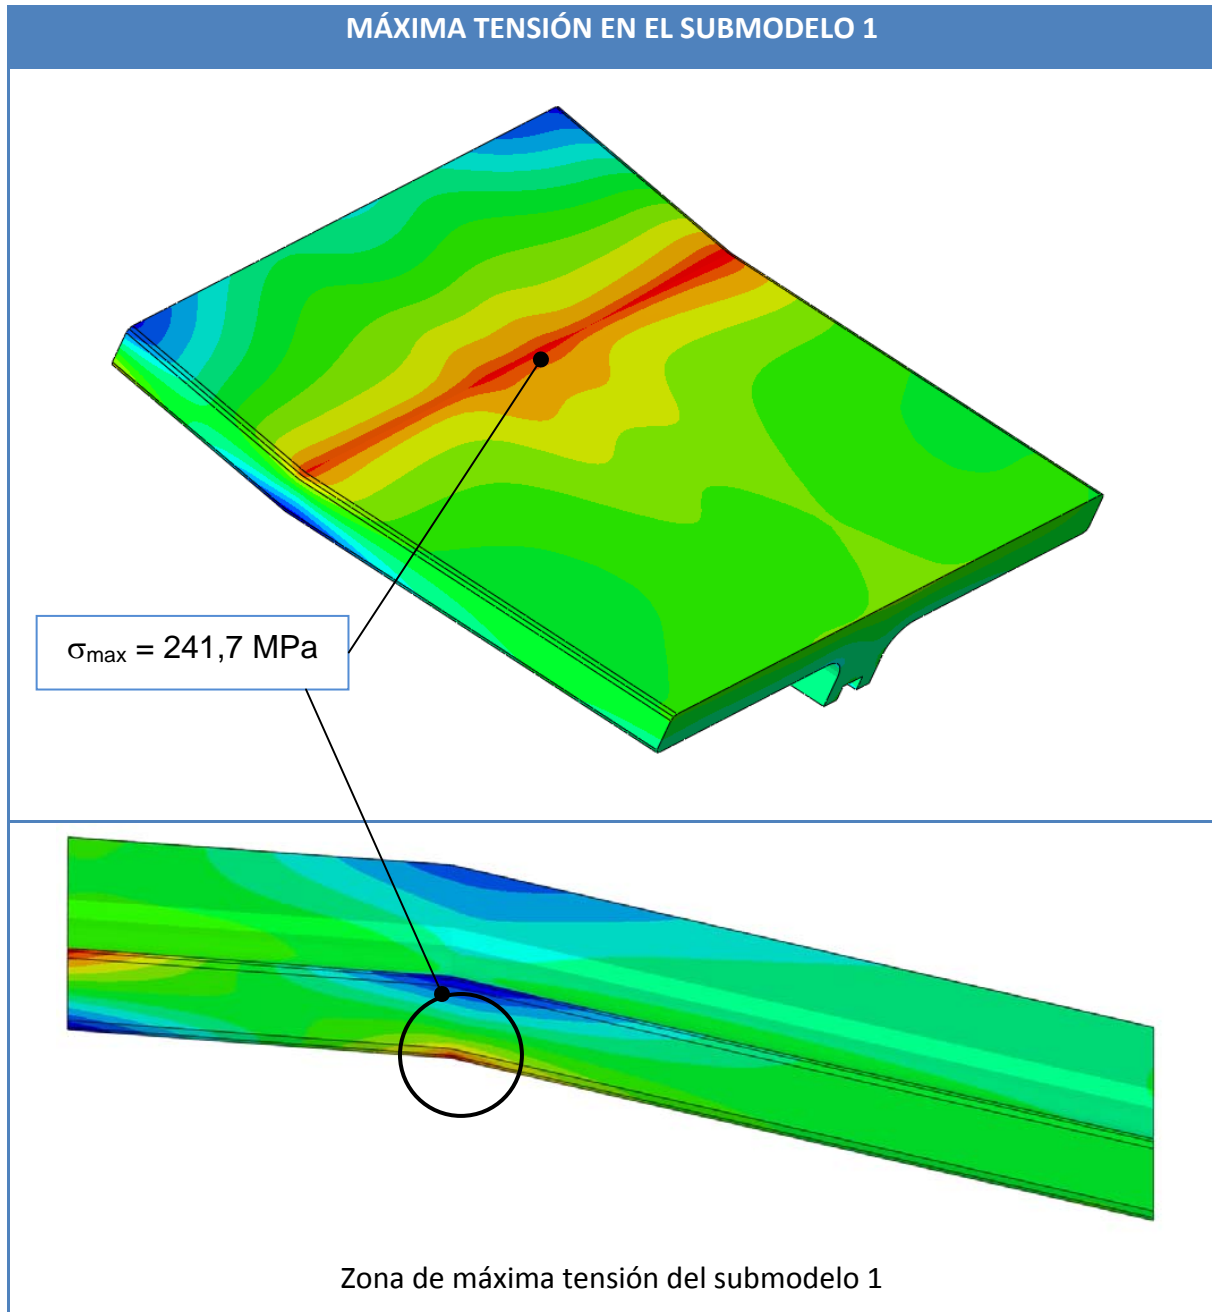 MÁXIMA TENSIÓN EN EL SUBMODELO 1
σmax = 241,7 MPa
Zona de máxima tensión del submodelo 1